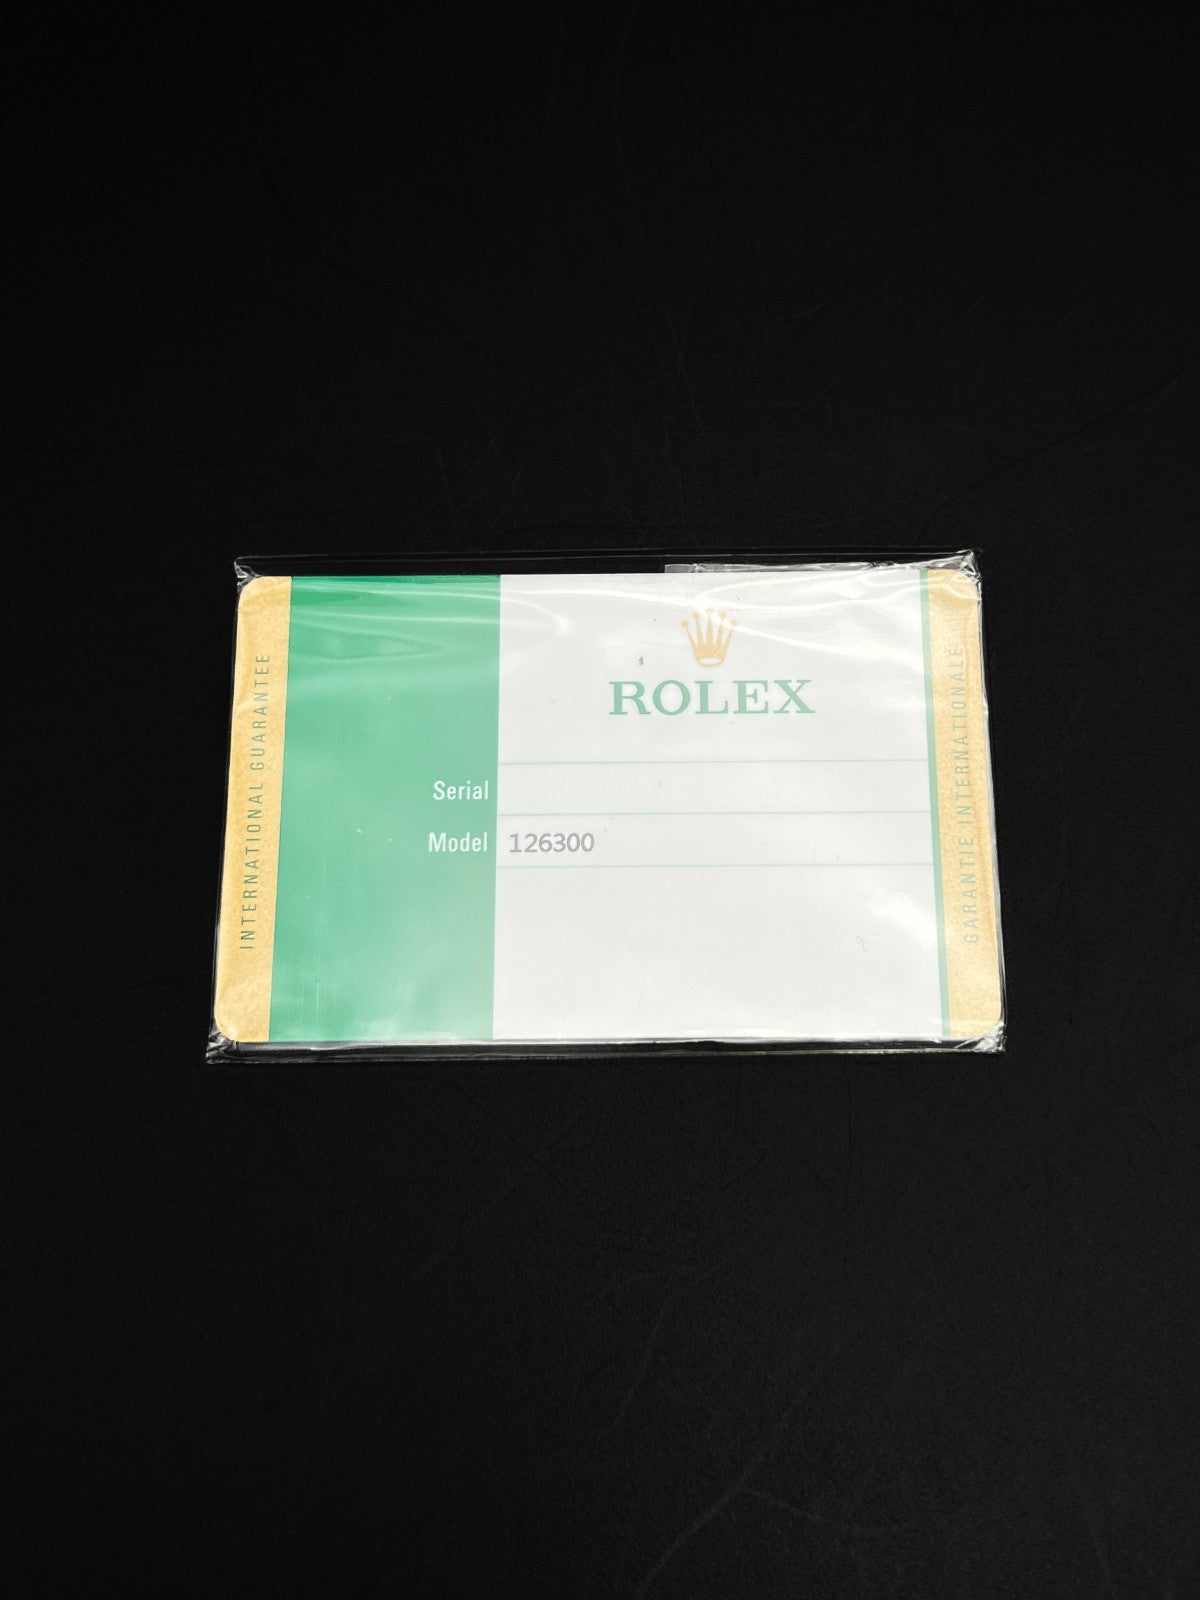 INTERNATIONAL GUARANTEE
ROLEX
Serial
Model 126300
GARANTIE INTERNATIONALE